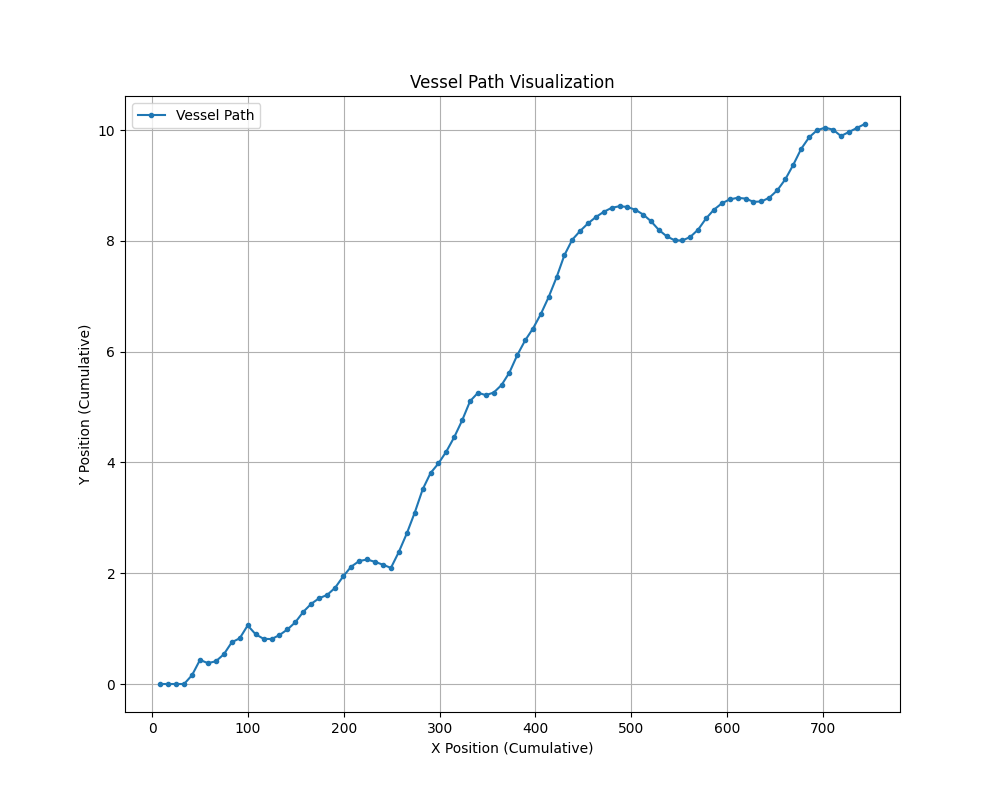 Vessel Path Visualization
Vessel Path
Y Position (Cumulative)
10
8
6
4
2
0
0 100 200 300 400 500 600 700
X Position (Cumulative)